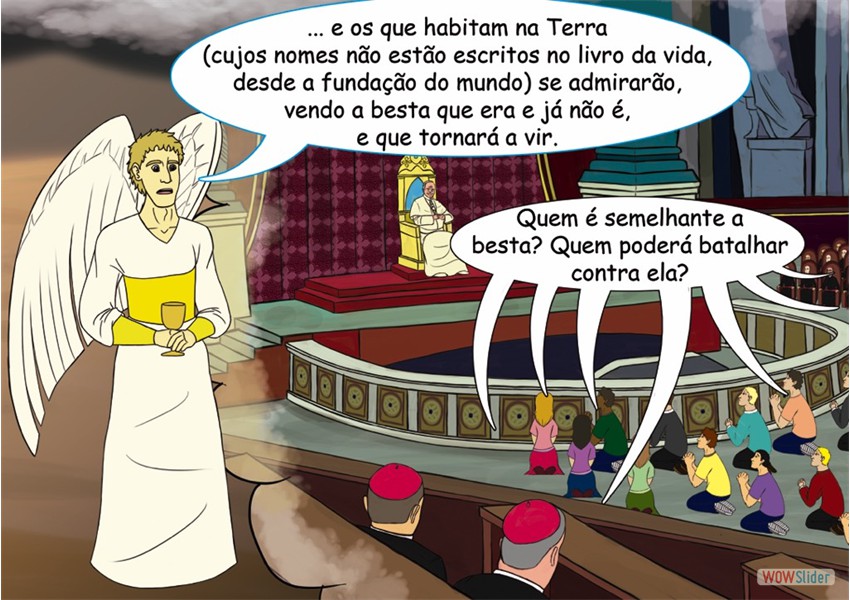 ... e os que habitam na Terra
(cujos nomes não estão escritos no livro da vida,
desde a fundação do mundo) se admirarão,
vendo a besta que era e já não é,
e que tornará a vir.
Quem é semelhante a
besta? Quem poderá batalhar
contra ela?
WOWSlider